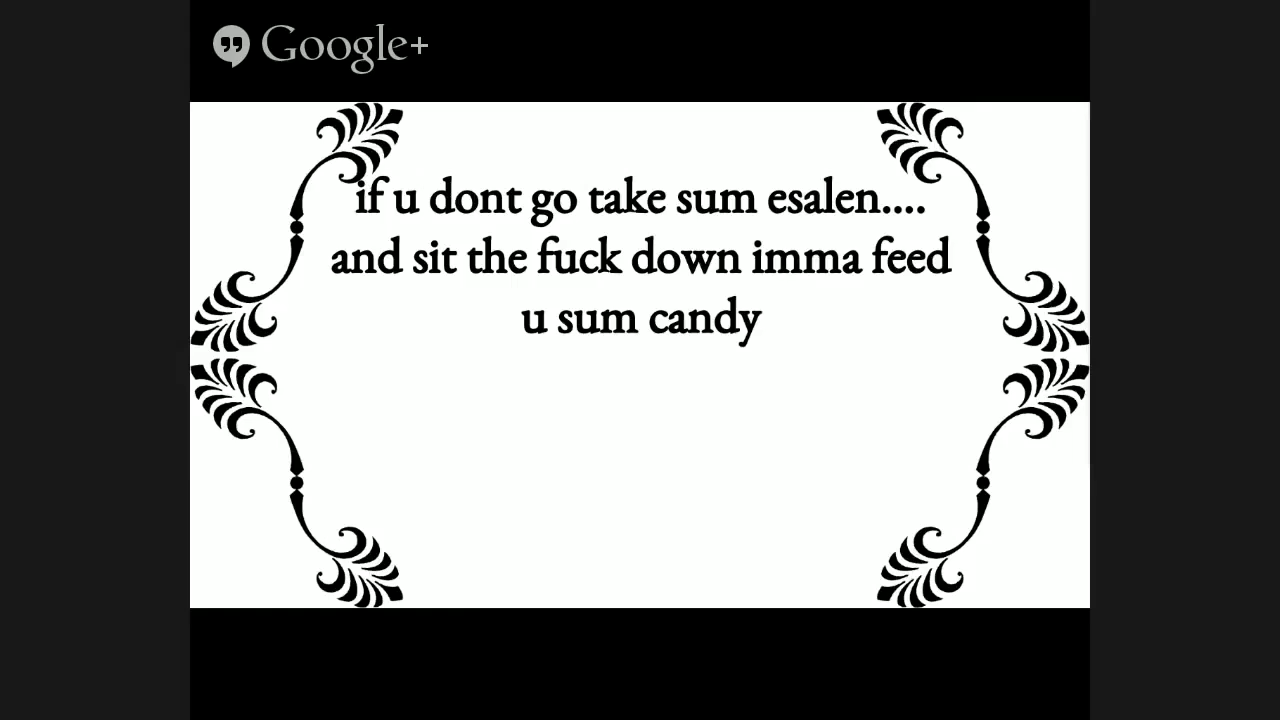 Google+
if u dont go take sum esalen....
and sit the fuck down imma feed
u sum candy